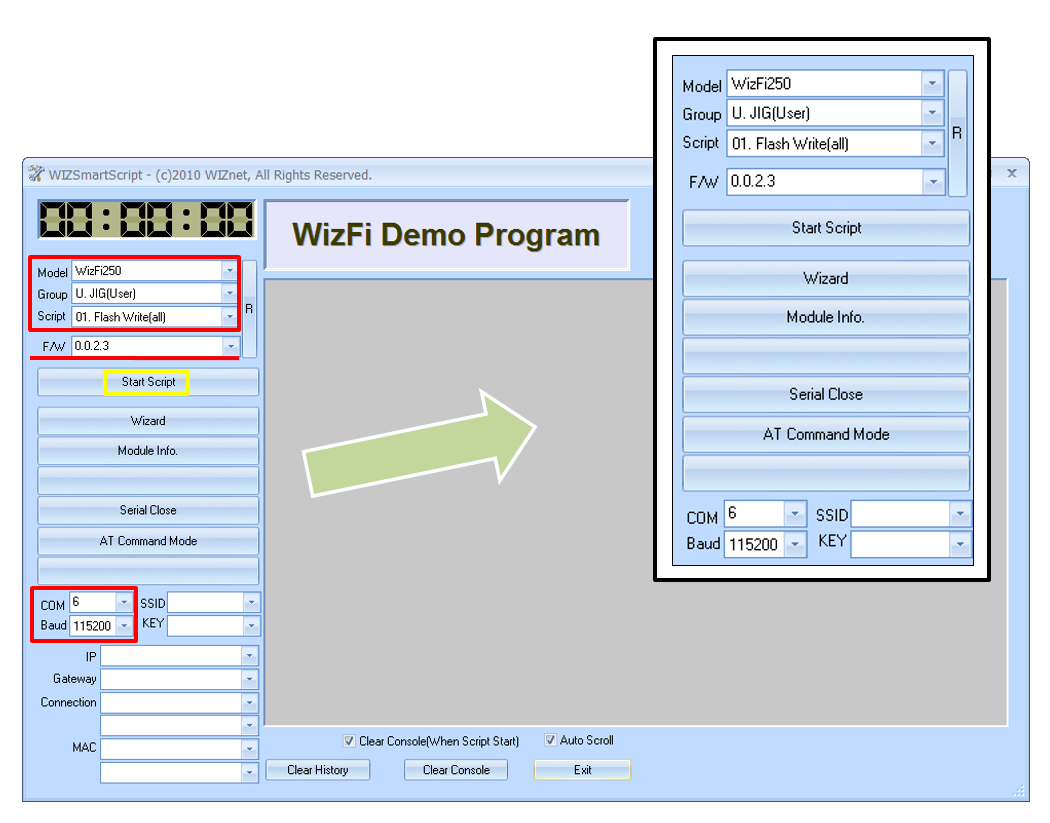 WIZSmartScript - (c)2010 WIZnet, All Rights Reserved.
x
00:00:00
WizFi Demo Program
Model WizFi250
Group U. JIG(User)
Script 01. Flash Write(all)
R
F/W 0.0.2.3
Start Script
Wizard
Module Info.
Serial Close
AT Command Mode
COM 6 SSID
Baud 115200 KEY
IP
Gateway
Connection
MAC
Clear Console(When Script Start) Auto Scroll
Clear History Clear Console Exit
Model WizFi250
Group U. JIG(User)
Script 01. Flash Write(all)
R
F/W 0.0.2.3
Start Script
Wizard
Module Info.
Serial Close
AT Command Mode
COM 6 SSID
Baud 115200 KEY